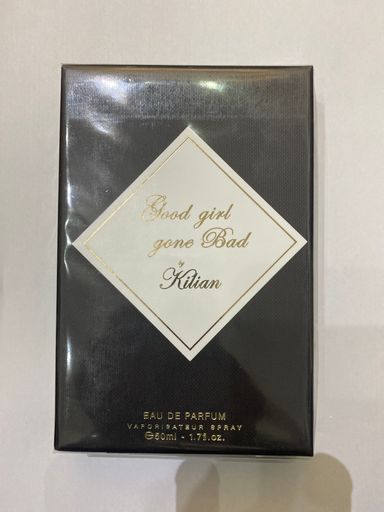 Good girl
gone Bad
by
Kilian
EAU DE PARFUM
VAPORISATEUR SPRAY
℮50ml - 1.7fl.oz.